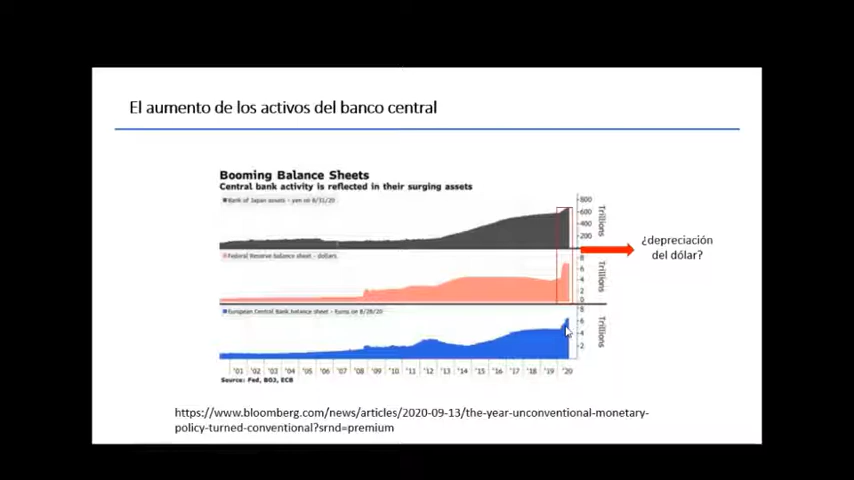 El aumento de los activos del banco central
Booming Balance Sheets
Central bank activity is reflected in their surging assets
Bank of Japan assets - yen on 8/31/20
800
600
400
200
Trillions
¿depreciación
del dólar?
Federal Reserve balance sheet - dollars
8
6
4
2
0
Trillions
European Central Bank balance sheet - Euros on 8/28/20
8
6
4
2
Trillions
'01 '02 '03 '04 '05 '06 '07 '08 '09 '10 '11 '12 '13 '14 '15 '16 '17 '18 '19 '20
Source: Fed, BOJ, ECB
https://www.bloomberg.com/news/articles/2020-09-13/the-year-unconventional-monetary-
policy-turned-conventional?srnd=premium